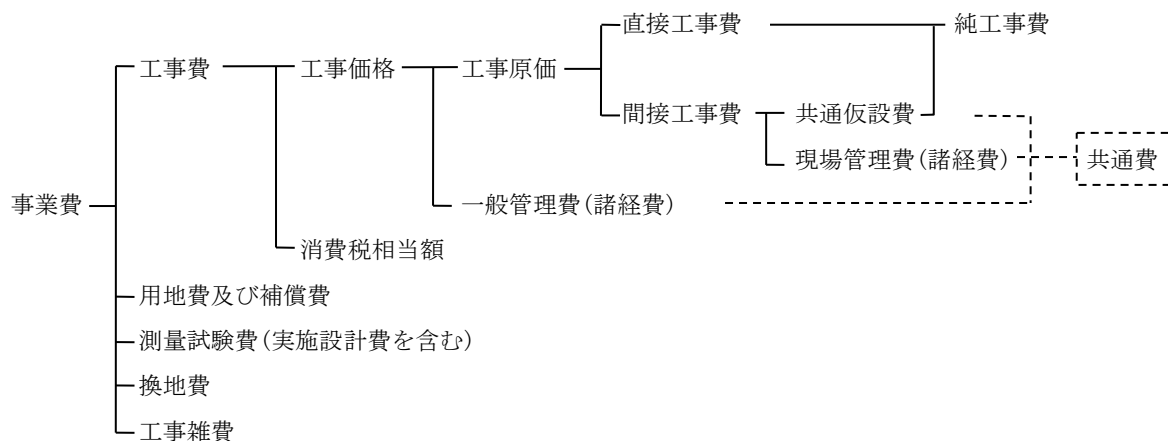 直接工事費 純工事費
工事費 工事価格 工事原価
間接工事費 共通仮設費
現場管理費(諸経費) 共通費
事業費 一般管理費(諸経費)
消費税相当額
用地費及び補償費
測量試験費(実施設計費を含む)
換地費
工事雑費